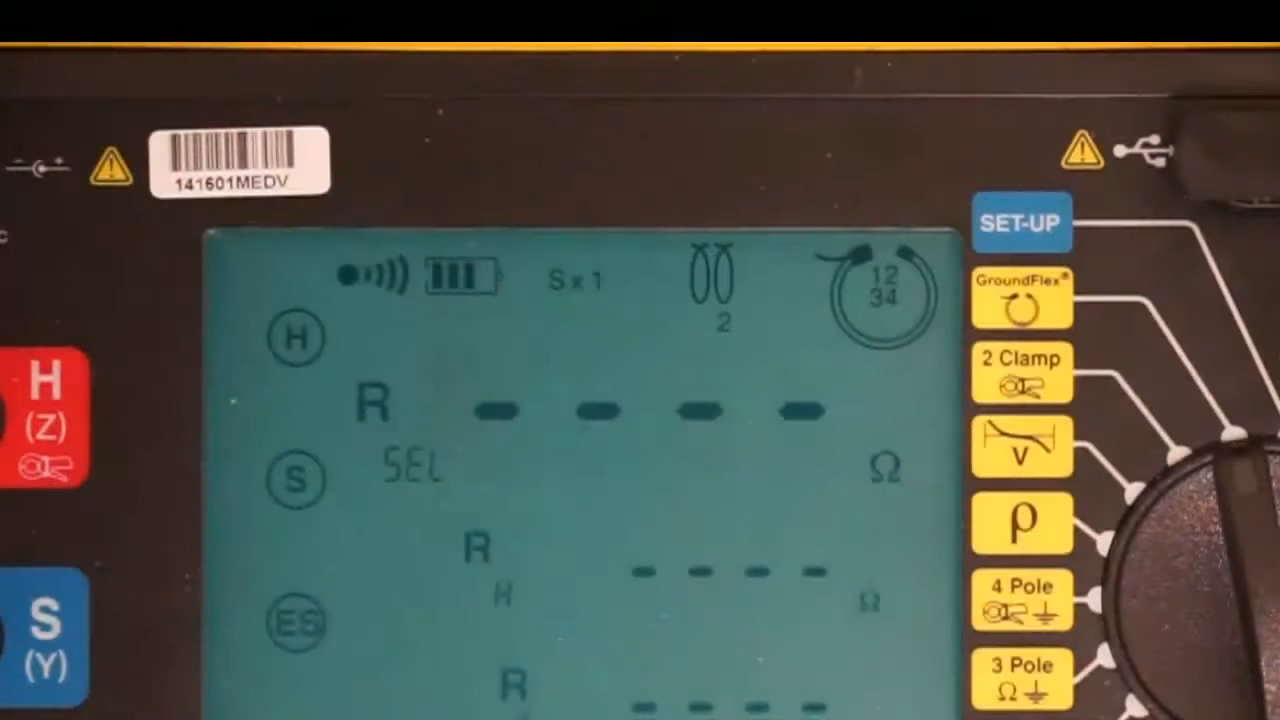 141601MEDV
SET-UP
S x 1
2
12
34
GroundFlex®
H
R - - - -
2 Clamp
H
(Z)
SEL
Ω
S
V
R
H
- - - -
Ω
ρ
ES
4 Pole
S
(Y)
R
- - - -
3 Pole
Ω